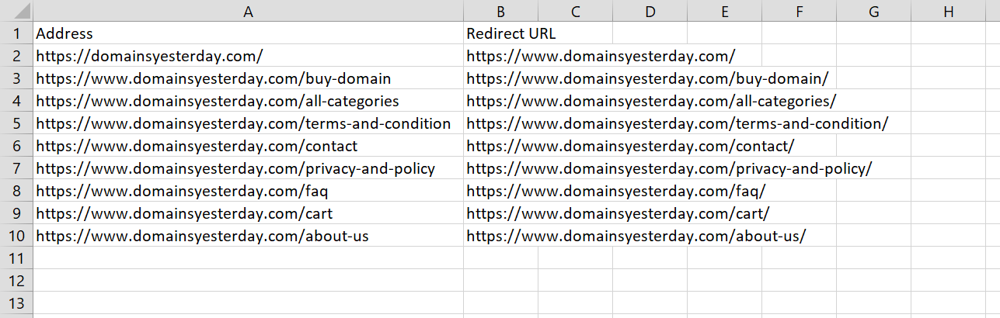 A B C D E F G H
1 Address Redirect URL
2 https://domainsyesterday.com/ https://www.domainsyesterday.com/
3 https://www.domainsyesterday.com/buy-domain https://www.domainsyesterday.com/buy-domain/
4 https://www.domainsyesterday.com/all-categories https://www.domainsyesterday.com/all-categories/
5 https://www.domainsyesterday.com/terms-and-condition https://www.domainsyesterday.com/terms-and-condition/
6 https://www.domainsyesterday.com/contact https://www.domainsyesterday.com/contact/
7 https://www.domainsyesterday.com/privacy-and-policy https://www.domainsyesterday.com/privacy-and-policy/
8 https://www.domainsyesterday.com/faq https://www.domainsyesterday.com/faq/
9 https://www.domainsyesterday.com/cart https://www.domainsyesterday.com/cart/
10 https://www.domainsyesterday.com/about-us https://www.domainsyesterday.com/about-us/
11
12
13